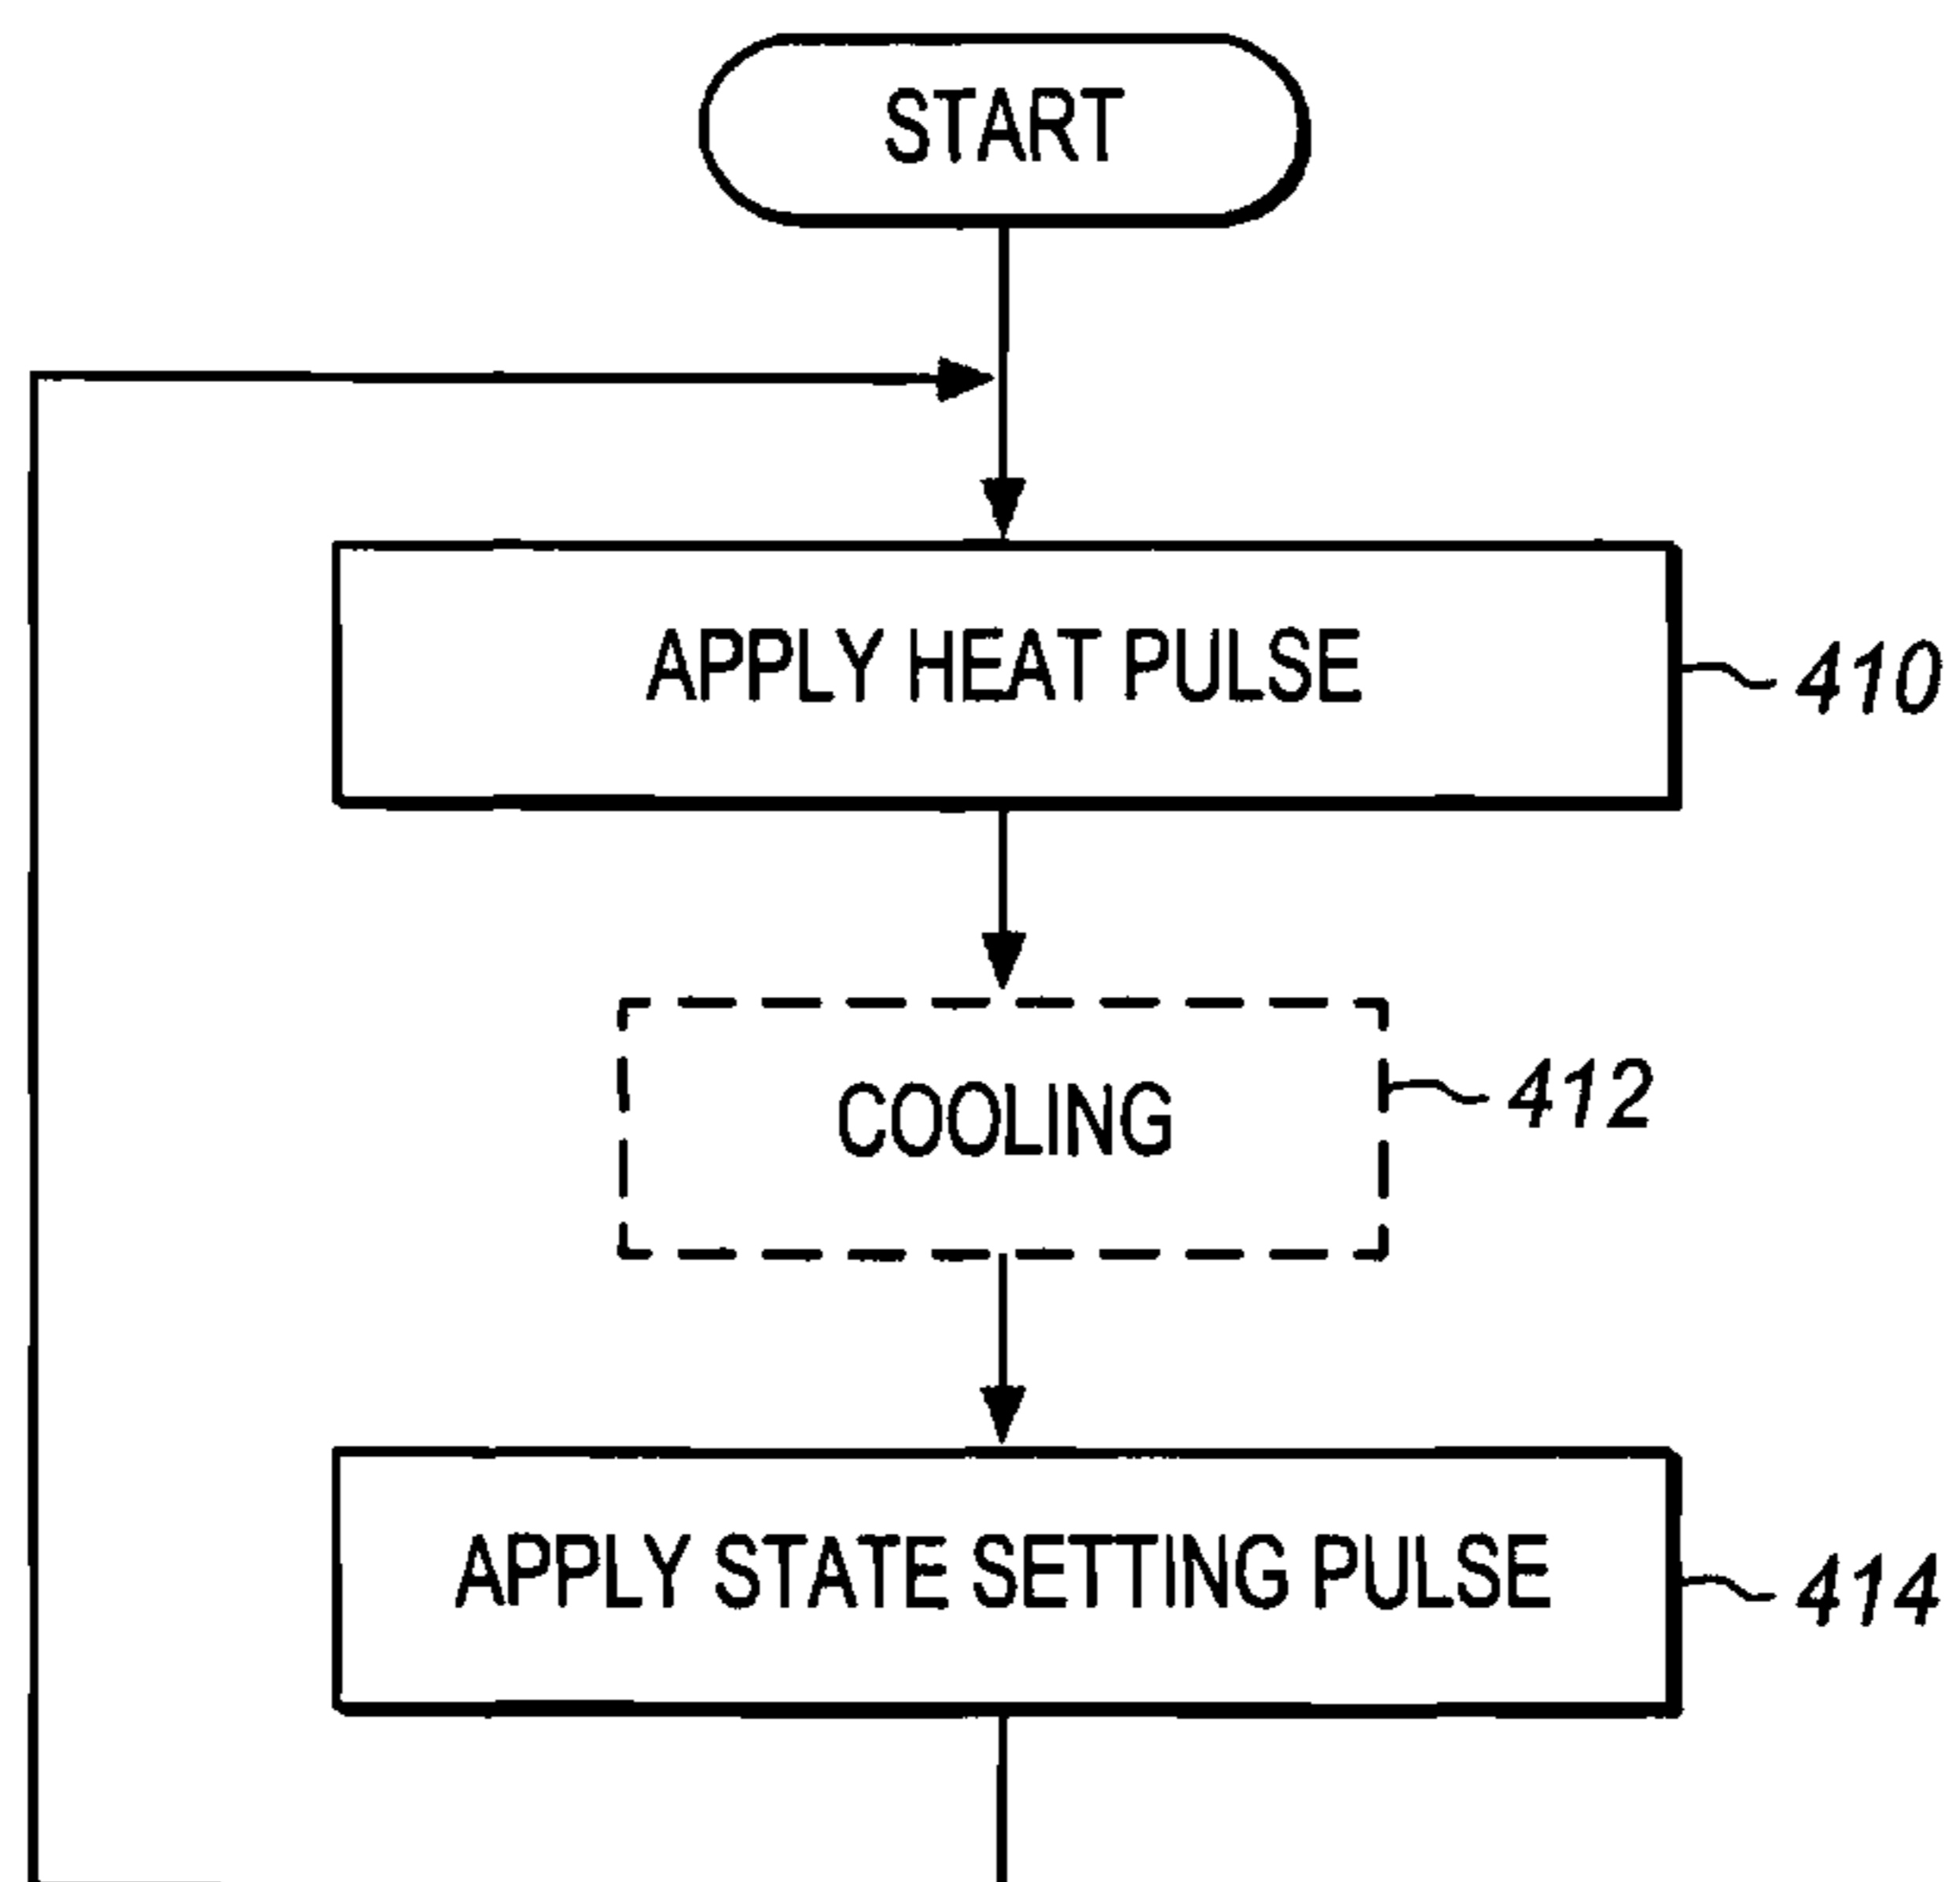 START
APPLY HEAT PULSE
410
COOLING
412
APPLY STATE SETTING PULSE
414